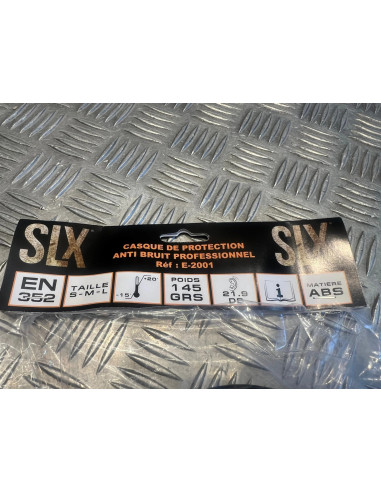 SLX
CASQUE DE PROTECTION
ANTI BRUIT PROFESSIONNEL
Réf : E-2001
SLX
EN
352
TAILLE
S-M-L
+20°
-15
POIDS
145
GRS
21.9
DB
i
MATIERE
ABS